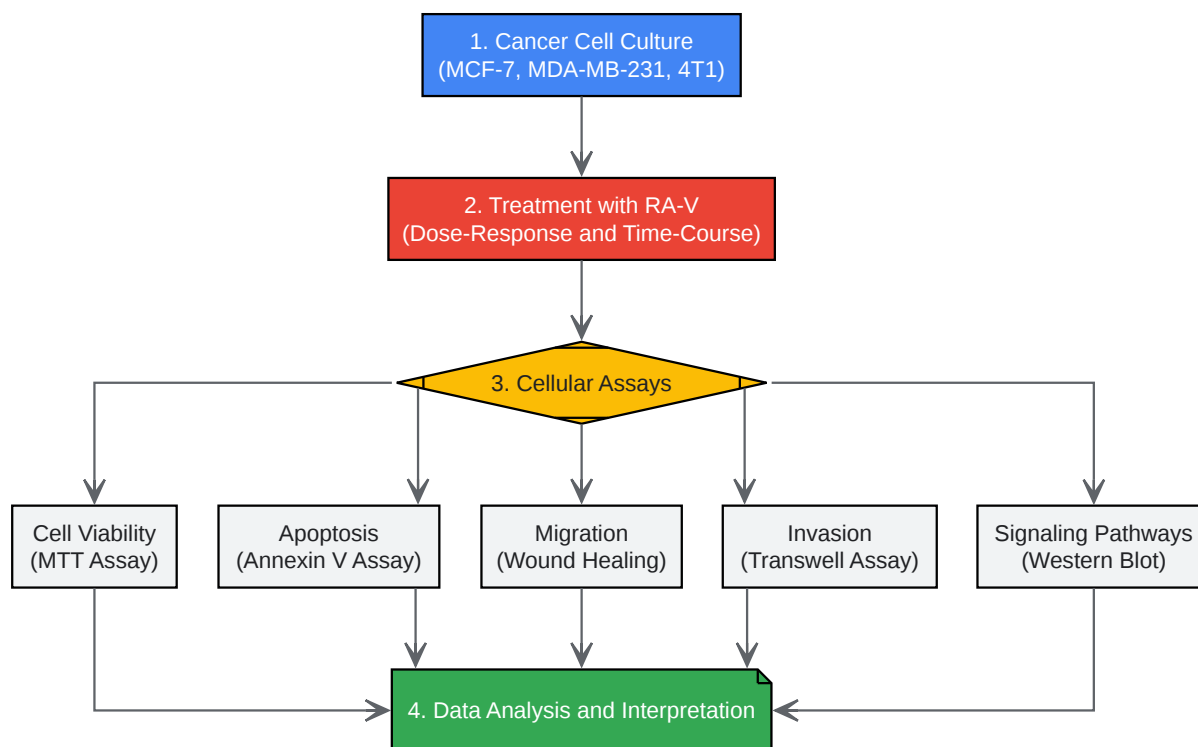 1. Cancer Cell Culture
(MCF-7, MDA-MB-231, 4T1)
2. Treatment with RA-V
(Dose-Response and Time-Course)
3. Cellular Assays
Cell Viability
(MTT Assay)
Apoptosis
(Annexin V Assay)
Migration
(Wound Healing)
Invasion
(Transwell Assay)
Signaling Pathways
(Western Blot)
4. Data Analysis and Interpretation